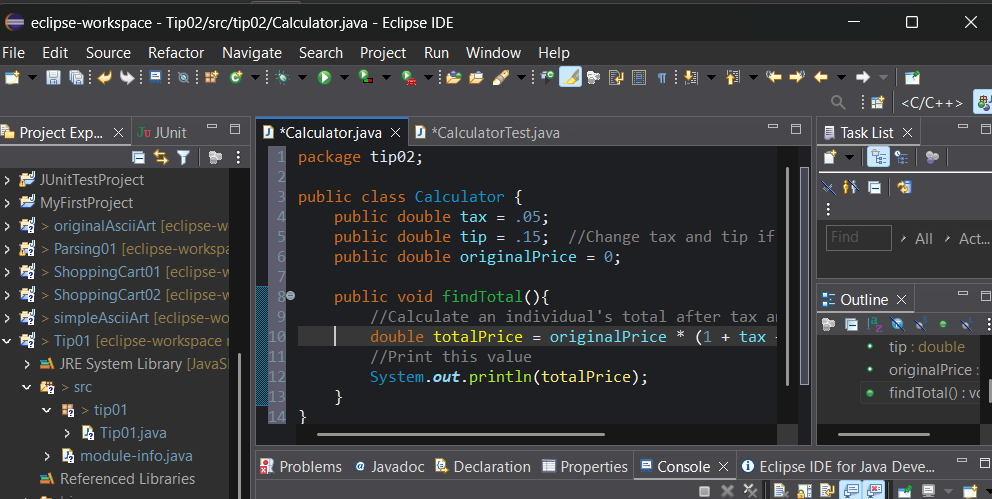 eclipse-workspace - Tip02/src/tip02/Calculator.java - Eclipse IDE
File Edit Source Refactor Navigate Search Project Run Window Help
<C/C++>
Project Exp... JUnit
*Calculator.java *CalculatorTest.java
Task List
JUnitTestProject
MyFirstProject
> originalAsciiArt [eclipse-w
> Parsing01 [eclipse-workspa
> ShoppingCart01 [eclipse-w
> ShoppingCart02 [eclipse-w
> simpleAsciiArt [eclipse-wor
> Tip01 [eclipse-workspace
JRE System Library [JavaS
> src
> tip01
Tip01.java
module-info.java
Referenced Libraries
1 package tip02;
2
3 public class Calculator {
4 public double tax = .05;
5 public double tip = .15; //Change tax and tip if
6 public double originalPrice = 0;
7
8 public void findTotal(){
9 //Calculate an individual's total after tax a
10 double totalPrice = originalPrice * (1 + tax
11 //Print this value
12 System.out.println(totalPrice);
13 }
14 }
Find All Act...
Outline
tip : double
originalPrice :
findTotal() : vo
Problems Javadoc Declaration Properties Console Eclipse IDE for Java Deve...